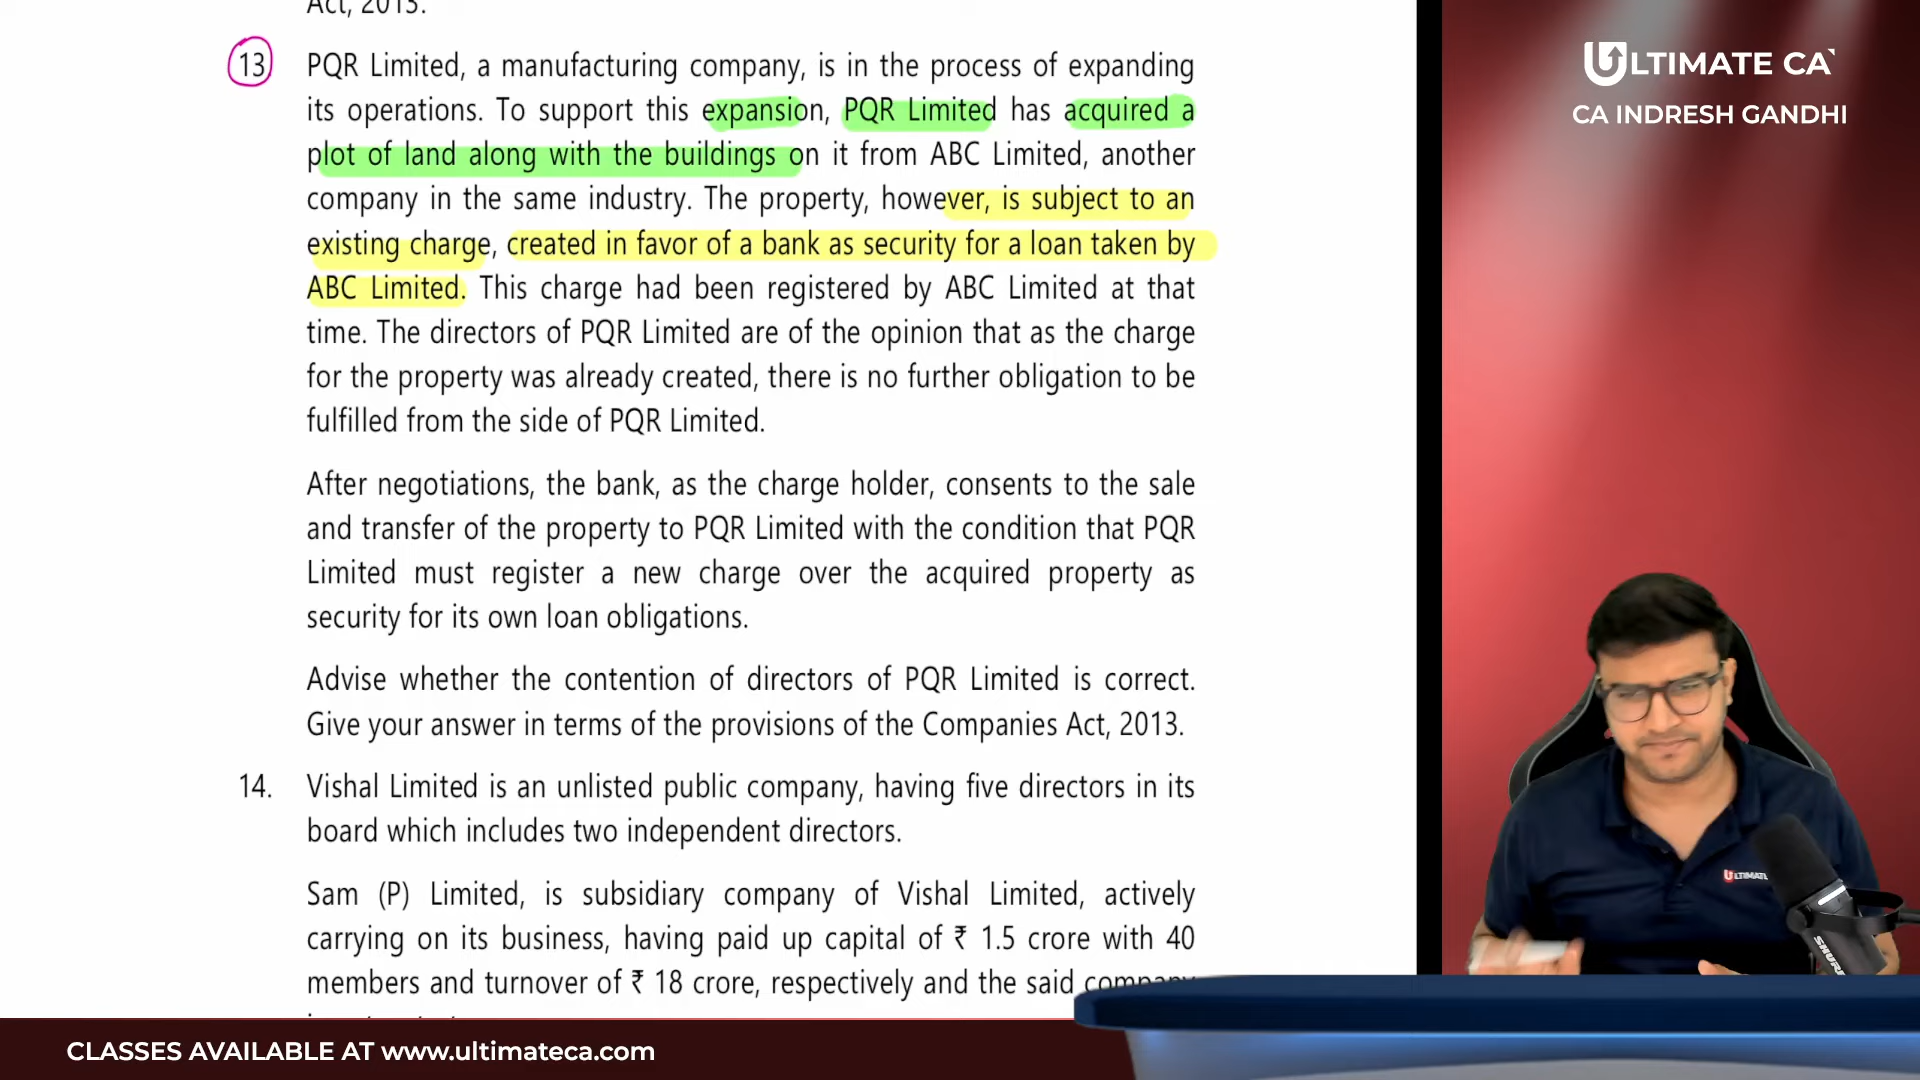 Act, 2013.
13 PQR Limited, a manufacturing company, is in the process of expanding
its operations. To support this expansion, PQR Limited has acquired a
plot of land along with the buildings on it from ABC Limited, another
company in the same industry. The property, however, is subject to an
existing charge, created in favor of a bank as security for a loan taken by
ABC Limited. This charge had been registered by ABC Limited at that
time. The directors of PQR Limited are of the opinion that as the charge
for the property was already created, there is no further obligation to be
fulfilled from the side of PQR Limited.
After negotiations, the bank, as the charge holder, consents to the sale
and transfer of the property to PQR Limited with the condition that PQR
Limited must register a new charge over the acquired property as
security for its own loan obligations.
Advise whether the contention of directors of PQR Limited is correct.
Give your answer in terms of the provisions of the Companies Act, 2013.
14. Vishal Limited is an unlisted public company, having five directors in its
board which includes two independent directors.
Sam (P) Limited, is subsidiary company of Vishal Limited, actively
carrying on its business, having paid up capital of ₹ 1.5 crore with 40
members and turnover of ₹ 18 crore, respectively and the said company
ULTIMATE CA
CA INDRESH GANDHI
ULTIMATE
SHURE
CLASSES AVAILABLE AT www.ultimateca.com